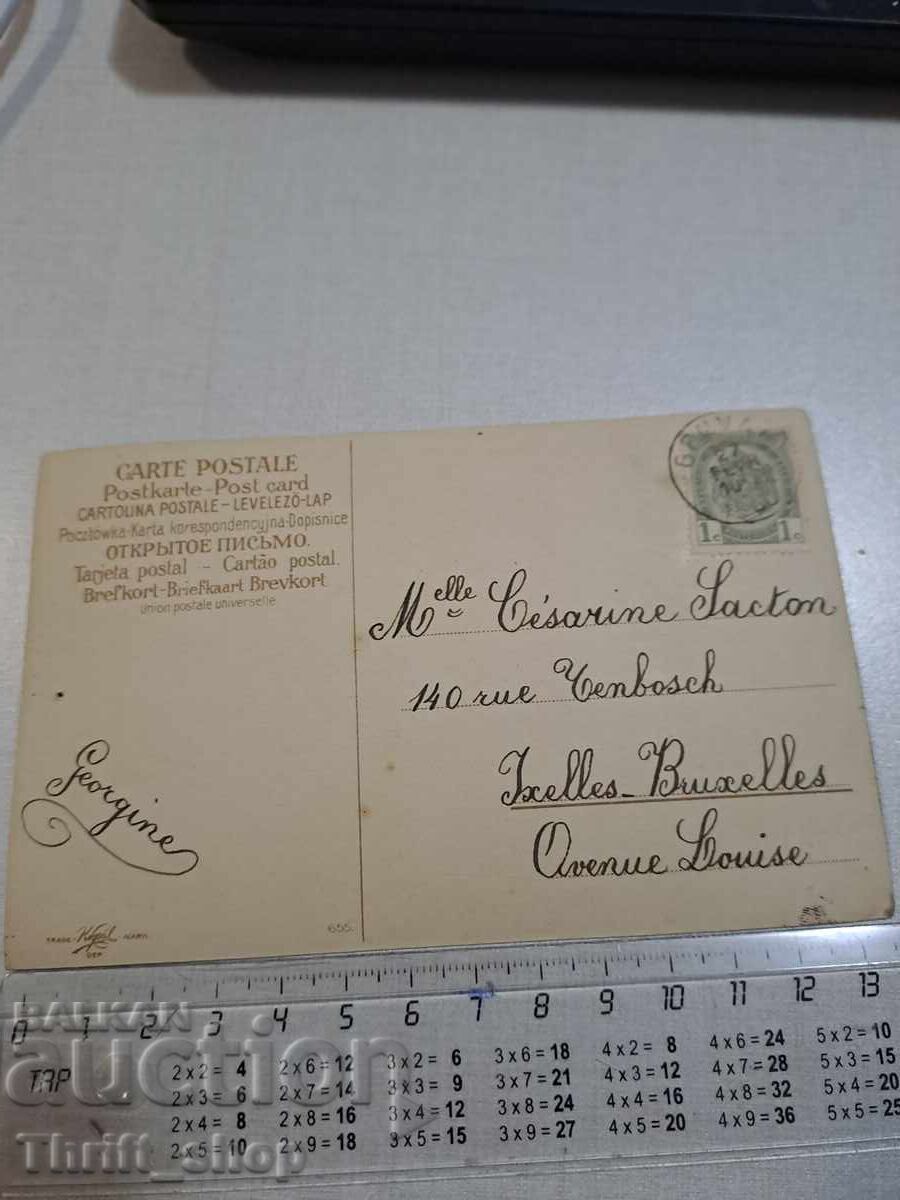 CARTE POSTALE
Postkarte-Post card
CARTOLINA POSTALE-LEVELEZŐ-LAP
Pocztówka-Karta korespondencyjna-Dopisnice
ОТКРЫТОЕ ПИСЬМО.
Tarjeta postal - Cartão postal.
Brefkort-Briefkaart Brevkort
Union postale universelle
1c 1c
Melle Césarine Sacton
140 rue Tenbosch
Ixelles-Bruxelles
Avenue Louise
Georgine
TRADE MARK
DEP
655.
0 1 2 3 4 5 6 7 8 9 10 11 12 13
BALKAN
auction
Thrift_shop
TAP
2 x 2 = 4 2 x 6 = 12 3 x 2 = 6 3 x 6 = 18 4 x 2 = 8 4 x 6 = 24 5 x 2 = 10
2 x 3 = 6 2 x 7 = 14 3 x 3 = 9 3 x 7 = 21 4 x 3 = 12 4 x 7 = 28 5 x 3 = 15
2 x 4 = 8 2 x 8 = 16 3 x 4 = 12 3 x 8 = 24 4 x 4 = 16 4 x 8 = 32 5 x 4 = 20
2 x 5 = 10 2 x 9 = 18 3 x 5 = 15 3 x 9 = 27 4 x 5 = 20 4 x 9 = 36 5 x 5 = 25